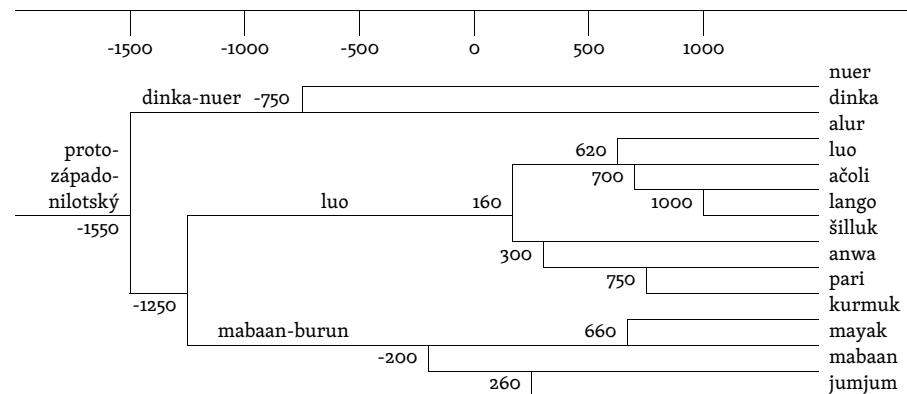 -1500 -1000 -500 0 500 1000
nuer
dinka-nuer -750 dinka
alur
proto- 620 luo
západo- 700 ačoli
nilotský luo 160 1000 lango
-1550 šilluk
300 anwa
750 pari
-1250 kurmuk
mabaan-burun 660 mayak
-200 mabaan
260 jumjum